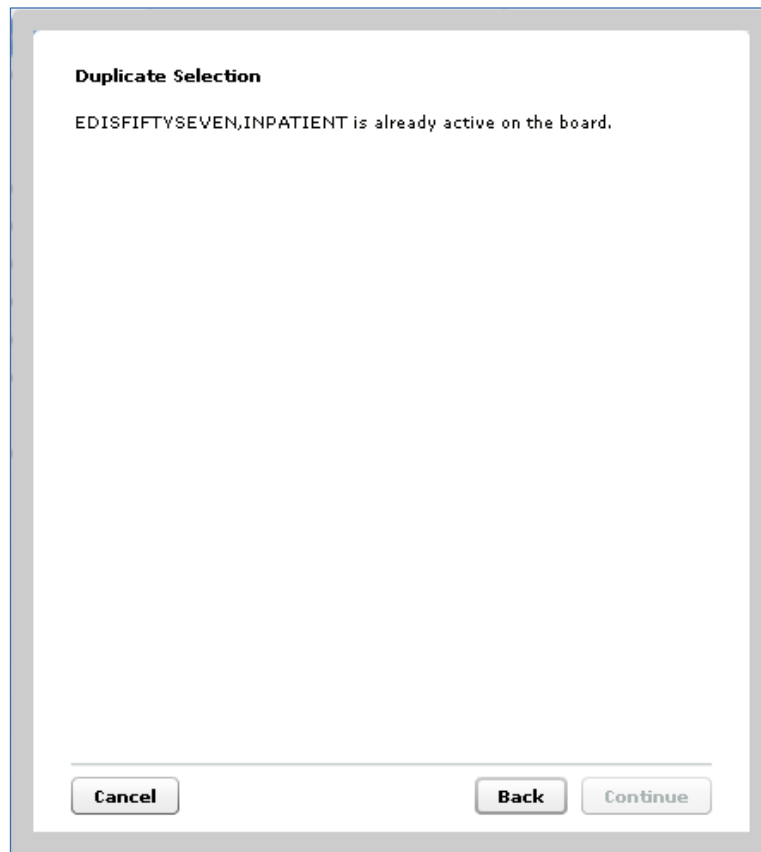 Duplicate Selection
EDISFIFTYSEVEN,INPATIENT is already active on the board.
Cancel
Back
Continue